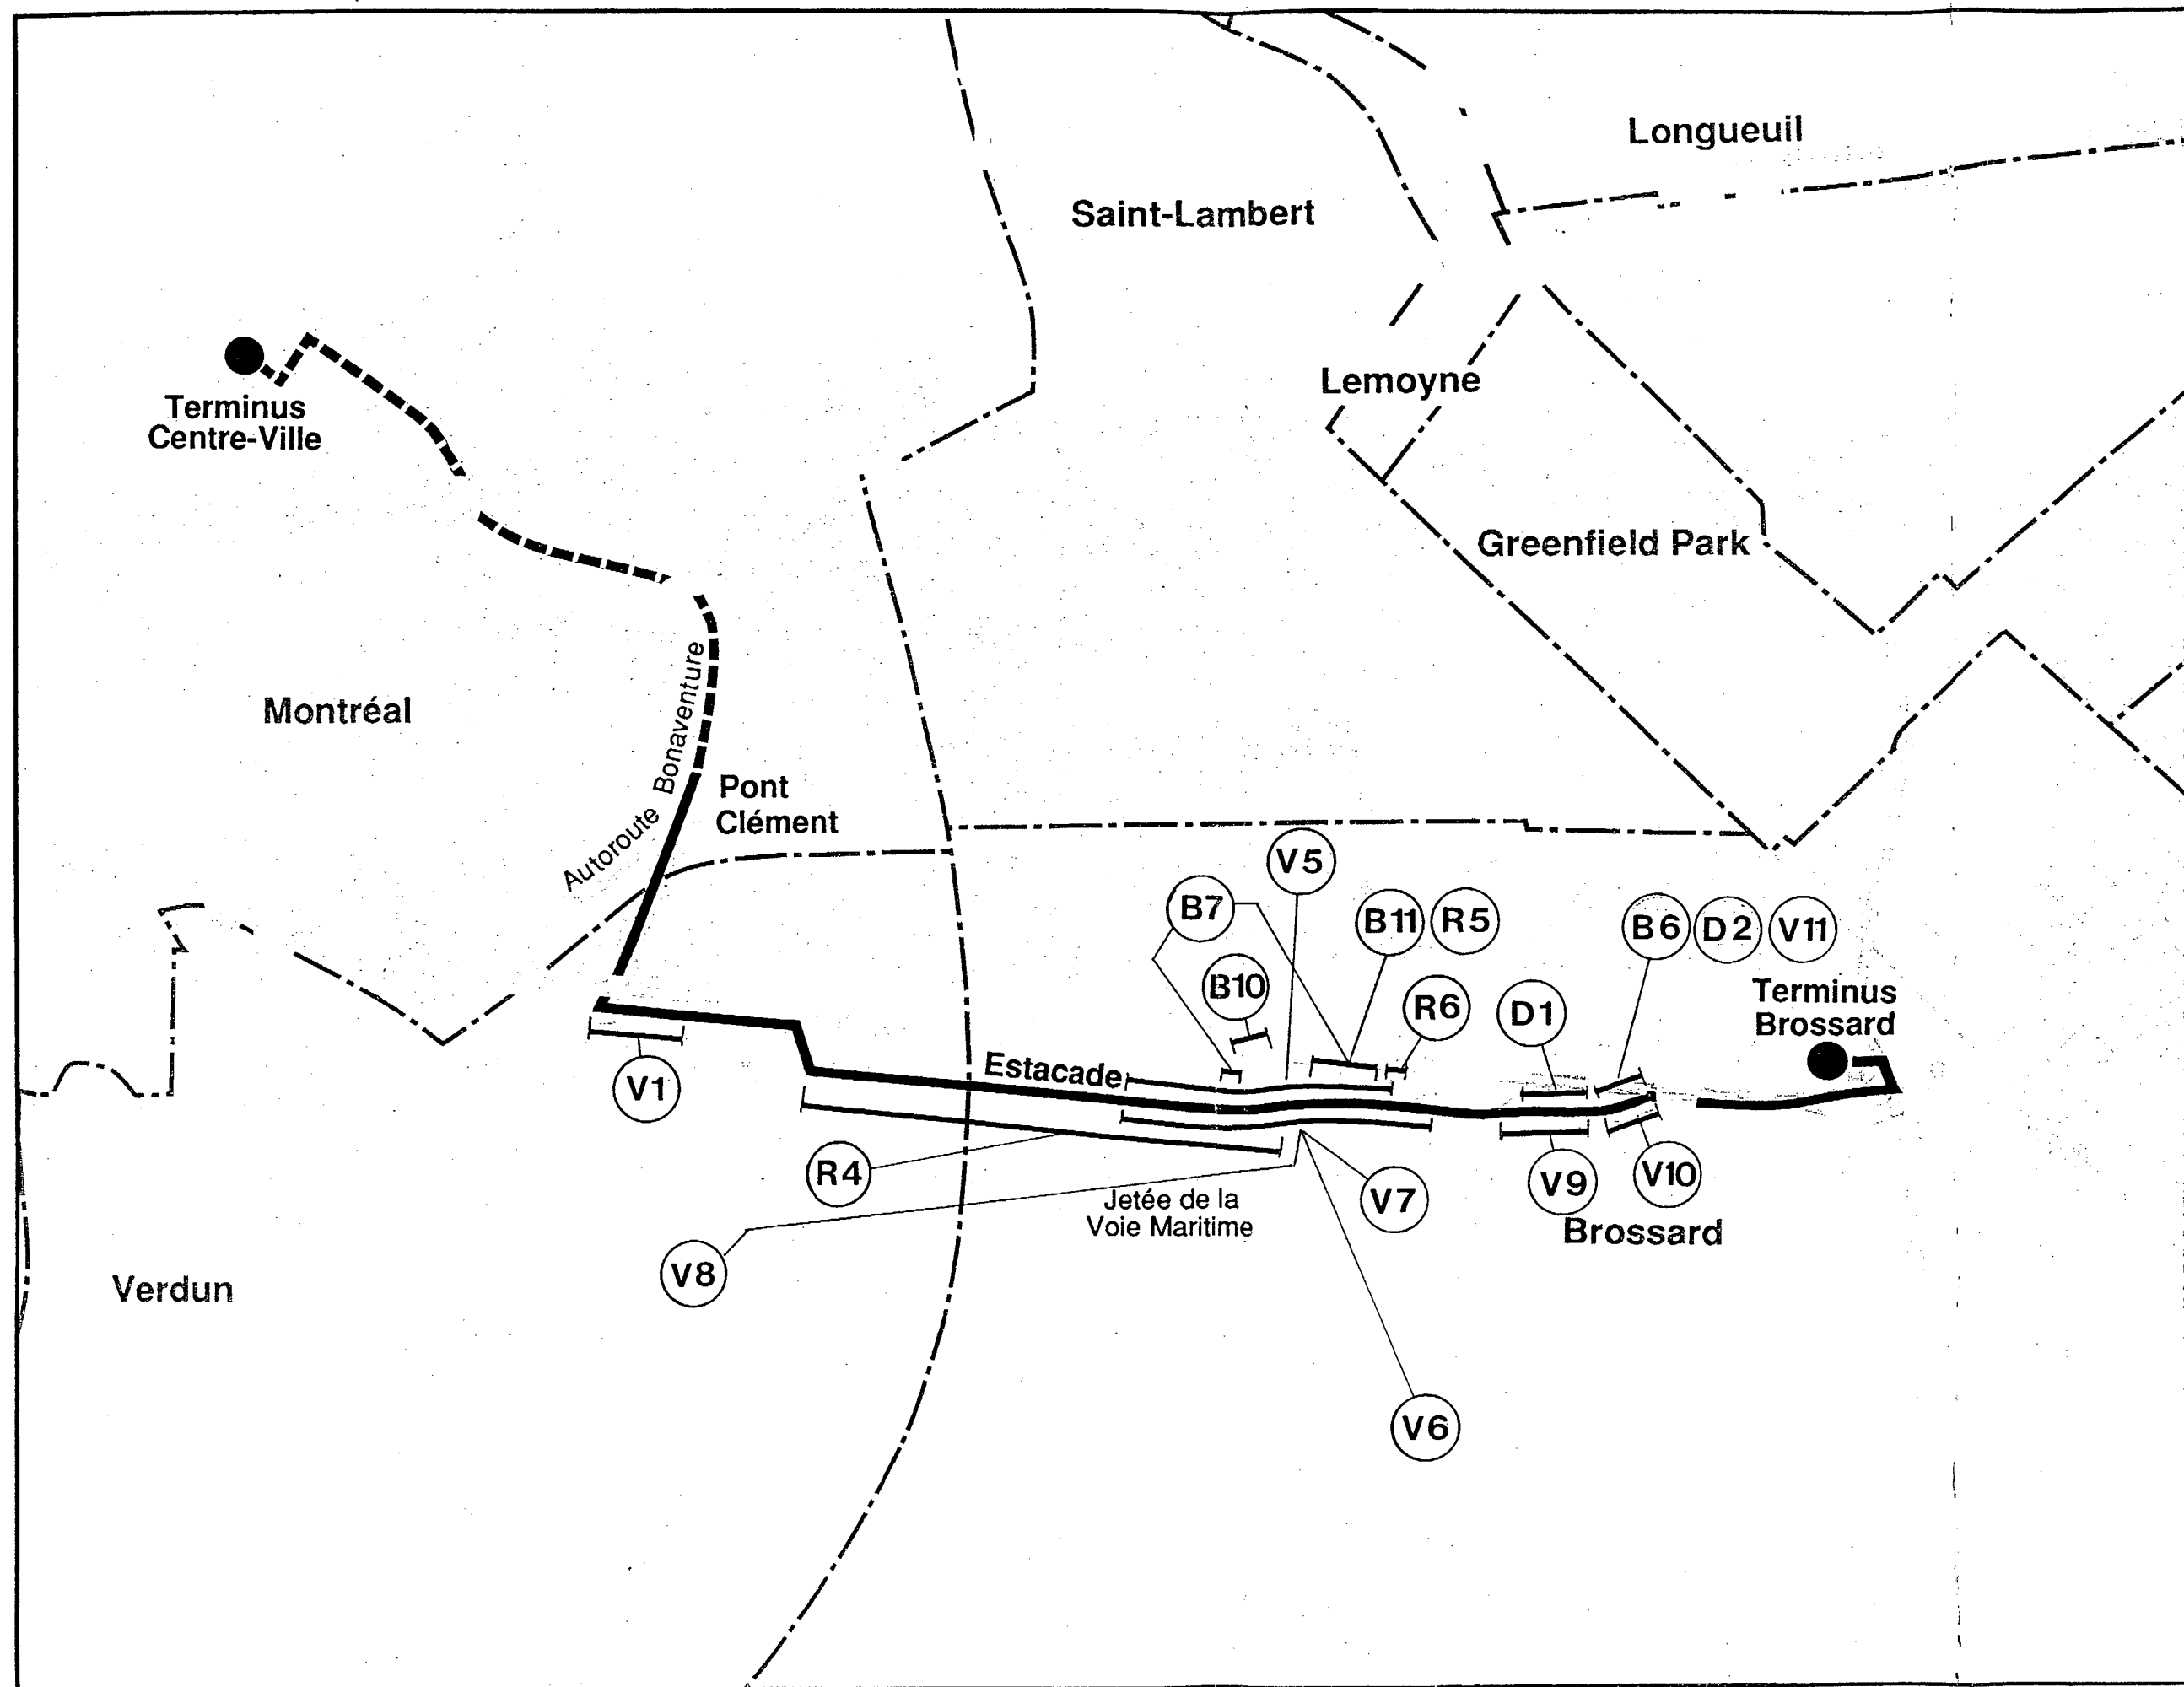 Longueuil
Saint-Lambert
Lemoyne
Terminus
Centre-Ville
Greenfield Park
Montréal
Autoroute Bonaventure
Pont
Clément
V5
B7
B11
R5
B6
D2
V11
B10
R6
D1
Terminus
Brossard
Estacade
V1
R4
V7
V9
V10
Jetée de la
Voie Maritime
Brossard
V8
Verdun
V6